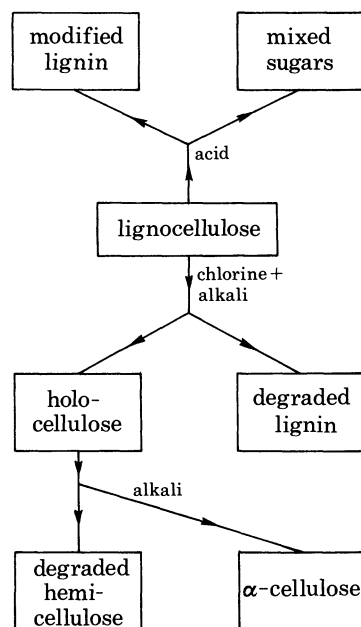 modified
lignin
mixed
sugars
acid
lignocellulose
chlorine +
alkali
holo-
cellulose
degraded
lignin
alkali
degraded
hemi-
cellulose
α-cellulose